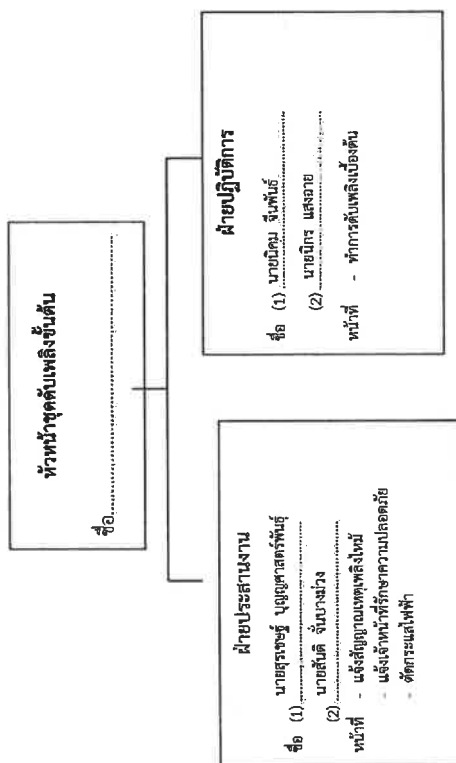 หัวหน้าชุดดับเพลิงขั้นต้น
ชื่อ..........................................
ฝ่ายประสานงาน
นายสุรเชษฐ์ บุญญศาสตร์พันธุ์
ชื่อ (1)..........................................
นายสันติ จั่นบางม่วง
(2)..........................................
หน้าที่ - แจ้งสัญญาณเหตุเพลิงไหม้
- แจ้งเจ้าหน้าที่รักษาความปลอดภัย
- ตัดกระแสไฟฟ้า
ฝ่ายปฏิบัติการ
ชื่อ (1) นายนิคม จีนพันธ์
(2) นายนิกร แสงฉาย
หน้าที่ - ทำการดับเพลิงเบื้องต้น